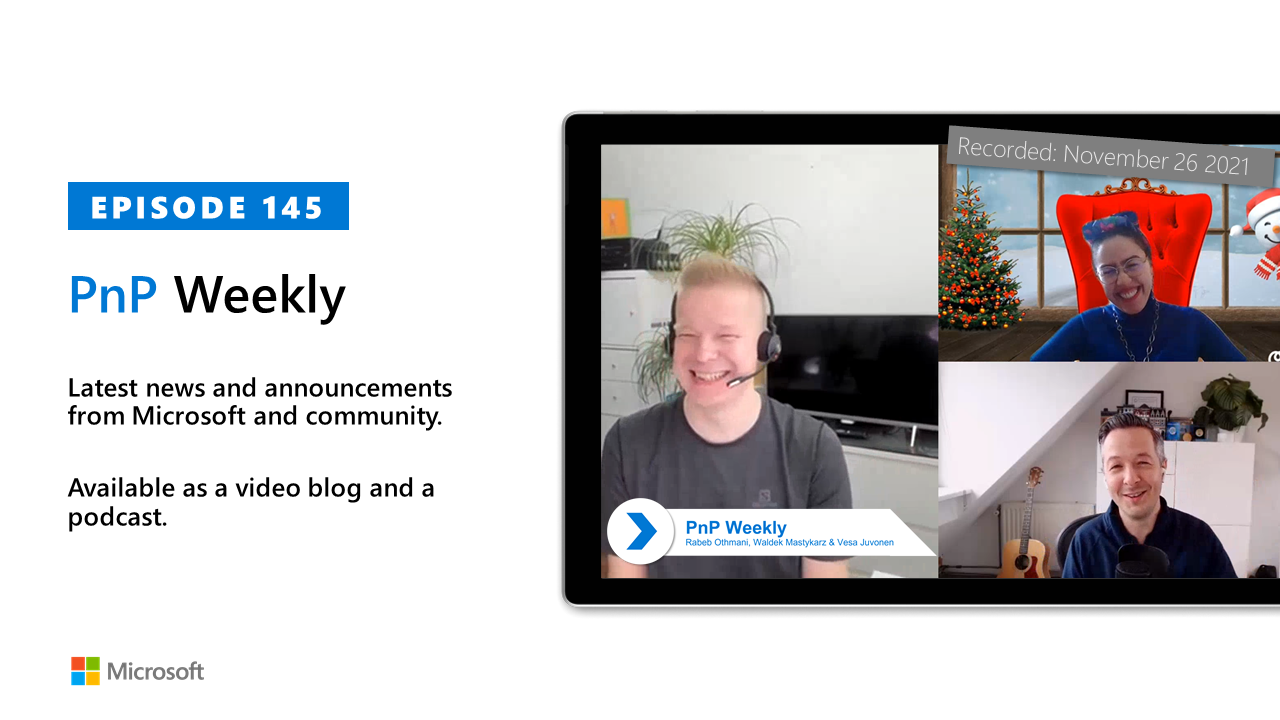 EPISODE 145
PnP Weekly
Latest news and announcements
from Microsoft and community.
Available as a video blog and a
podcast.
Microsoft
Recorded: November 26 2021
PnP Weekly
Rabeb Othmani, Waldek Mastykarz & Vesa Juvonen